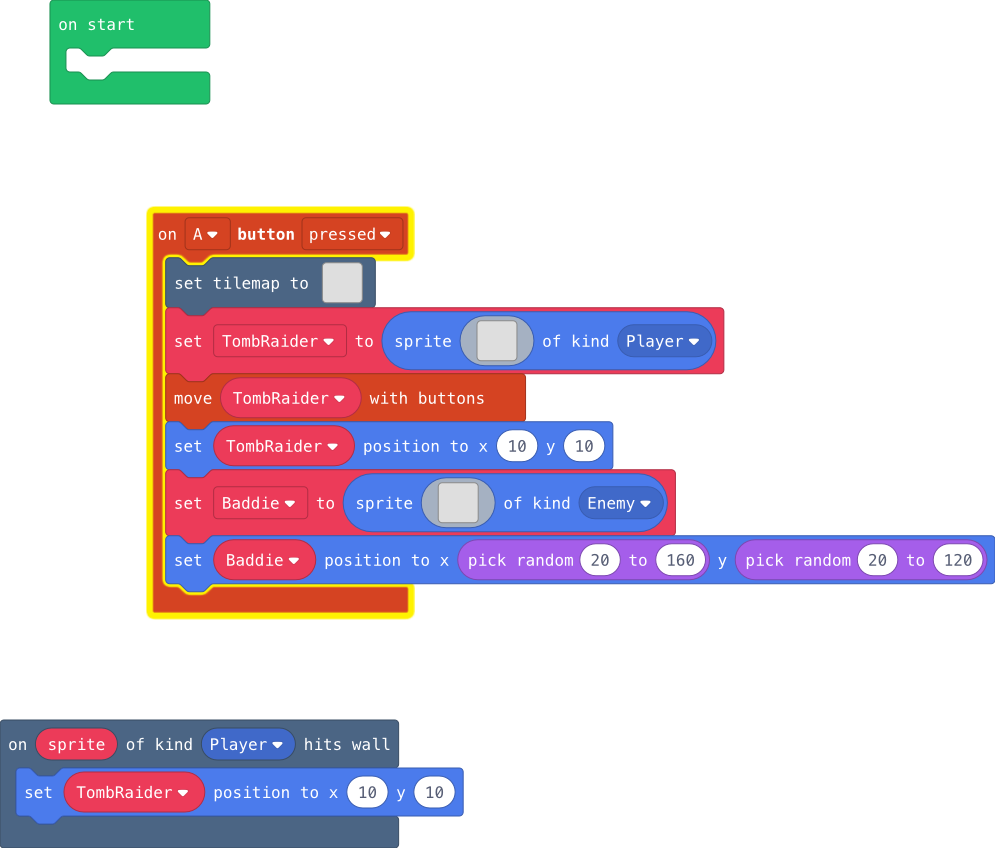 on start
on A button pressed
set tilemap to
set TombRaider to sprite of kind Player
move TombRaider with buttons
set TombRaider position to x 10 y 10
set Baddie to sprite of kind Enemy
set Baddie position to x pick random 20 to 160 y pick random 20 to 120
on sprite of kind Player hits wall
set TombRaider position to x 10 y 10